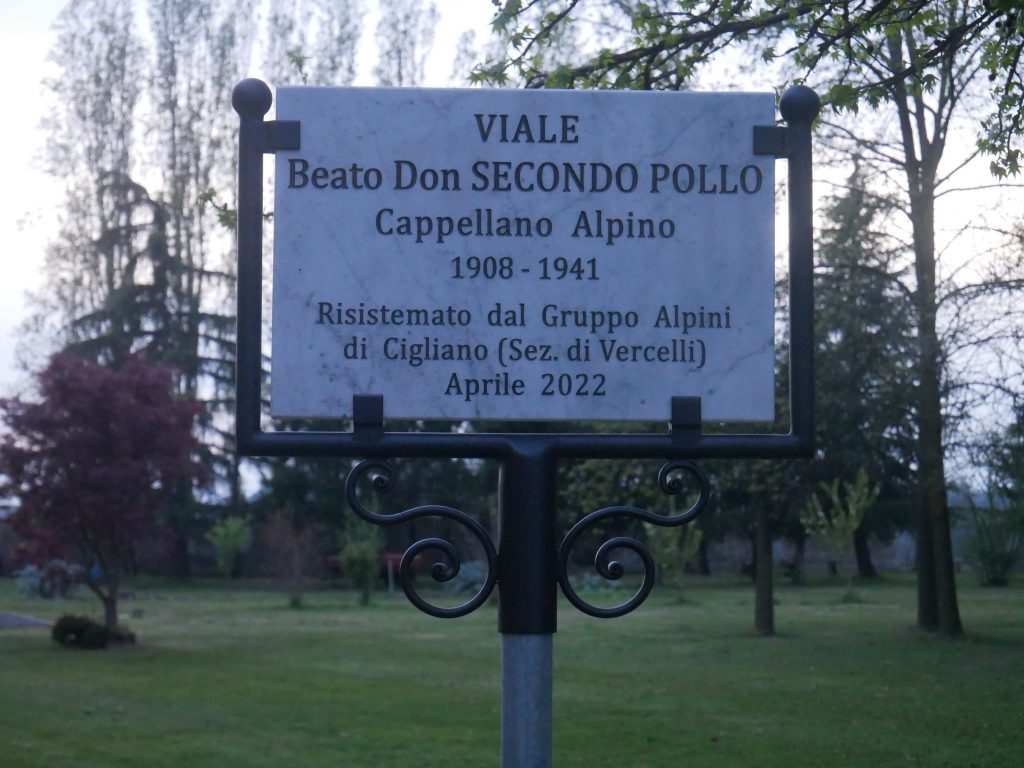 VIALE
Beato Don SECONDO POLLO
Cappellano Alpino
1908 - 1941
Risistemato dal Gruppo Alpini
di Cigliano (Sez. di Vercelli)
Aprile 2022